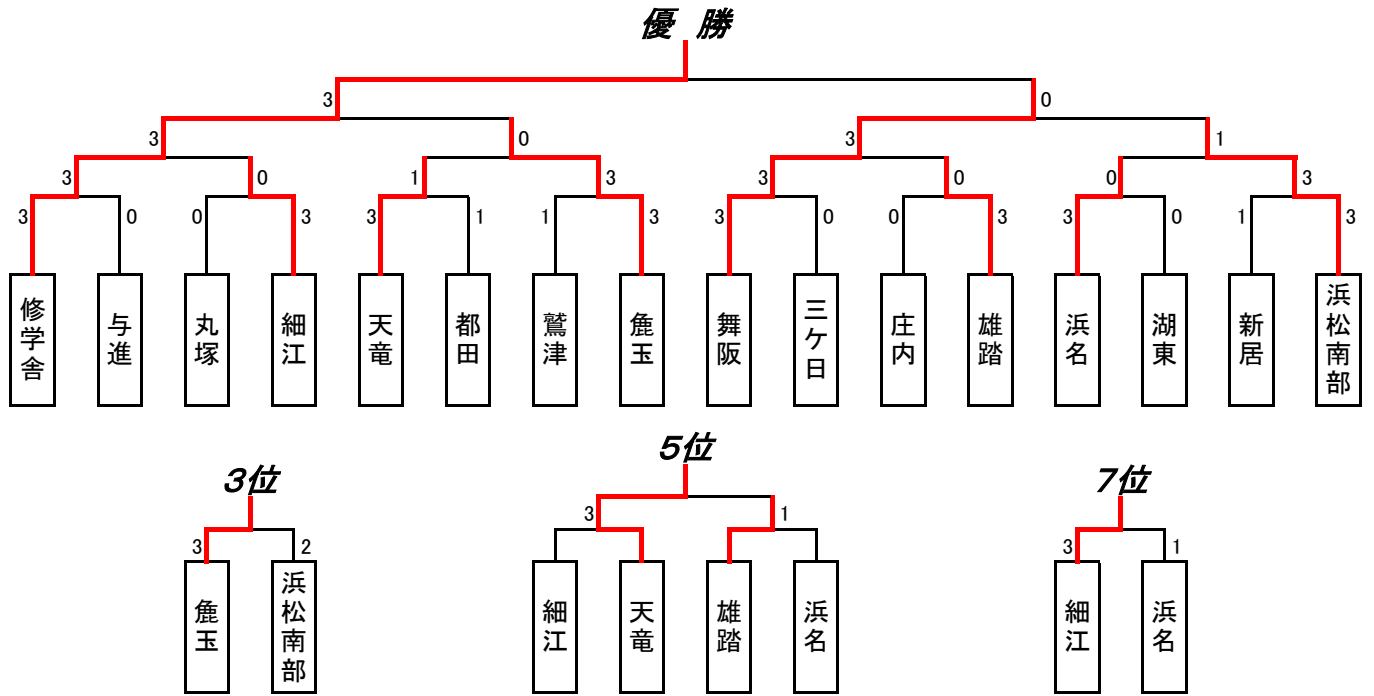 優 勝
3 0
3 0 3 1
3 0 1 3 3 0 0 3
3 0 0 3 3 1 1 3 3 0 0 3 3 0 1 3
修学舎
与進
丸塚
細江
天竜
都田
鷲津
麁玉
舞阪
三ケ日
庄内
雄踏
浜名
湖東
新居
浜松南部
3位
3 2
麁玉
浜松南部
5位
3 1
細江
天竜
雄踏
浜名
7位
3 1
細江
浜名